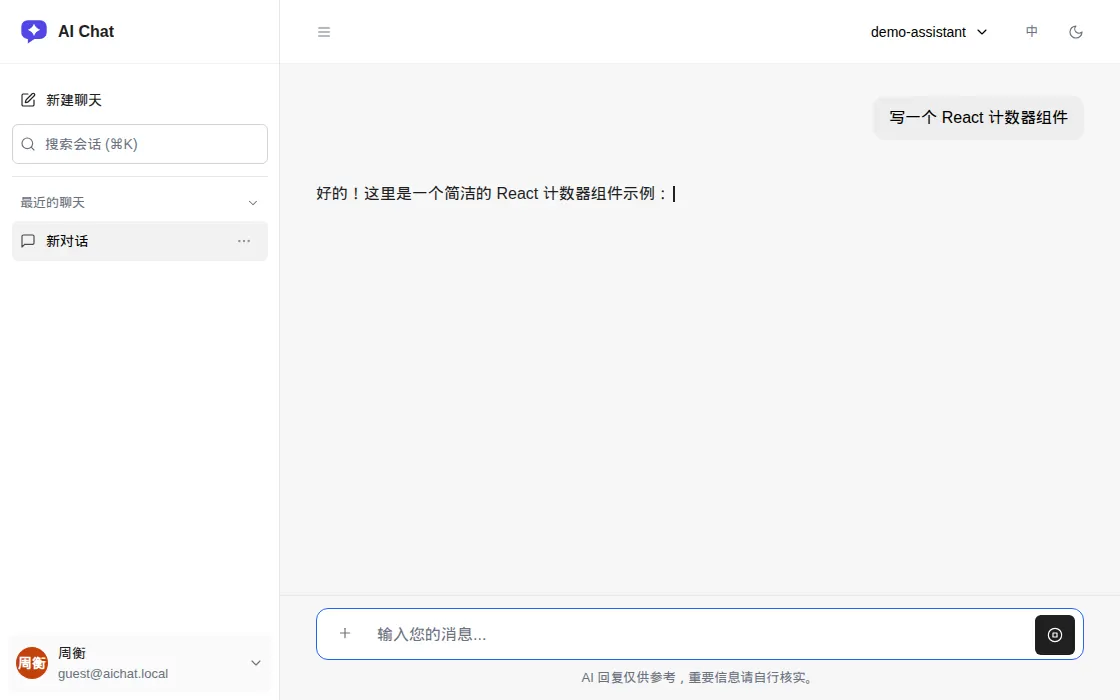 AI Chat
新建聊天
搜索会话 (⌘K)
最近的聊天
新对话
周衡
周衡
guest@aichat.local
demo-assistant
中
写一个 React 计数器组件
好的！这里是一个简洁的 React 计数器组件示例：
输入您的消息...
AI 回复仅供参考，重要信息请自行核实。